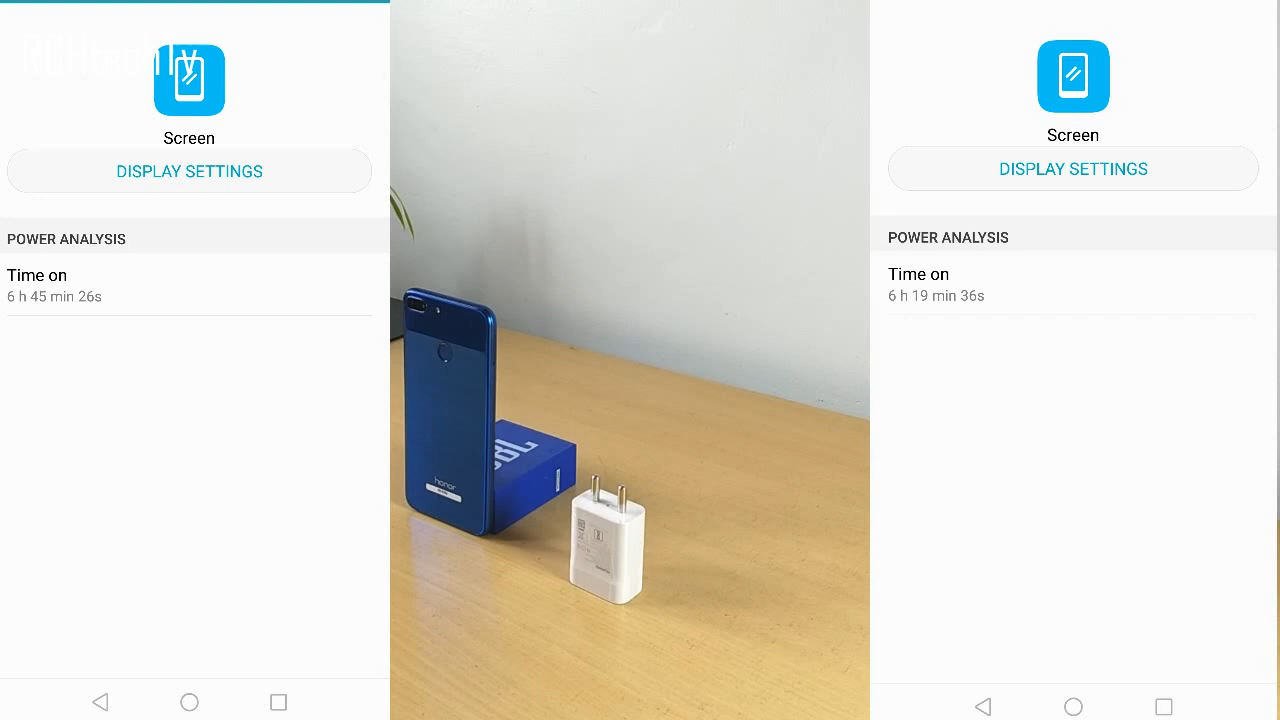 RCHtechTv
Screen
DISPLAY SETTINGS
POWER ANALYSIS
Time on
6 h 45 min 26s
honor
JBL
Screen
DISPLAY SETTINGS
POWER ANALYSIS
Time on
6 h 19 min 36s